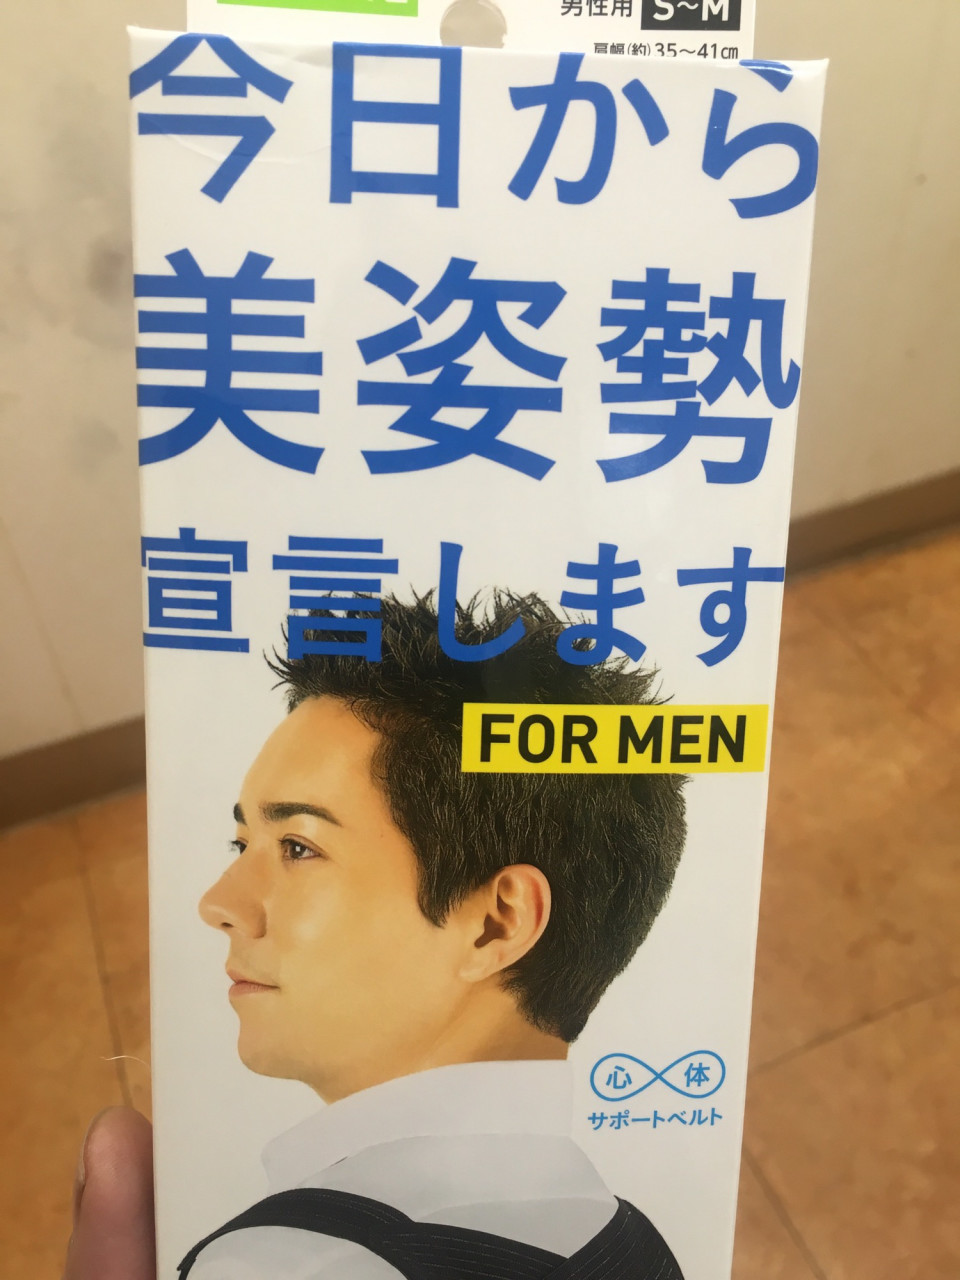 男性用 S〜M
肩幅(約)35〜41cm
今日から
美姿勢
宣言します
FOR MEN
心 体
サポートベルト